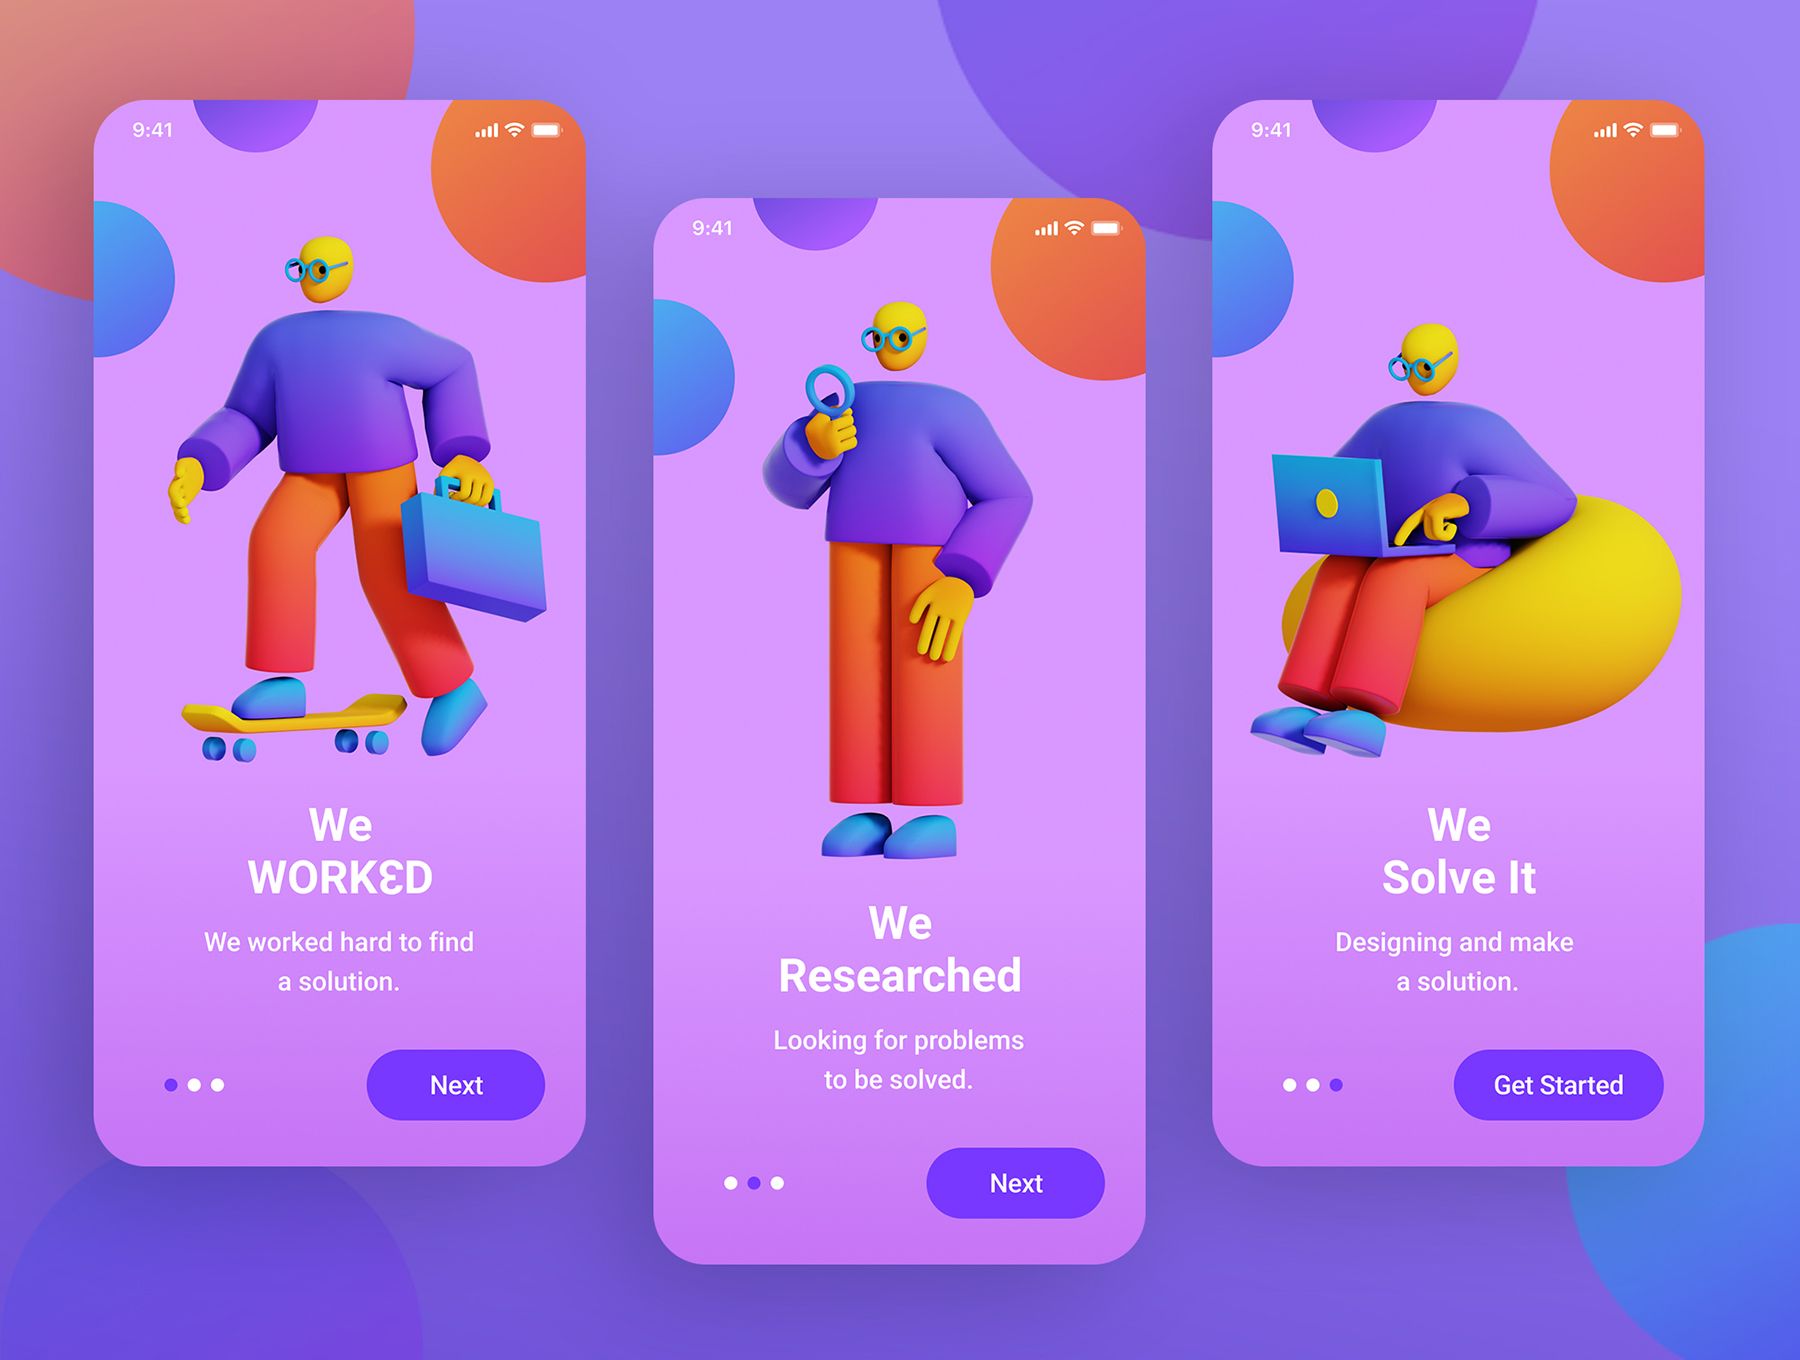 9:41
We
WORKƐD
We worked hard to find
a solution.
Next
9:41
We
Researched
Looking for problems
to be solved.
Next
9:41
We
Solve It
Designing and make
a solution.
Get Started